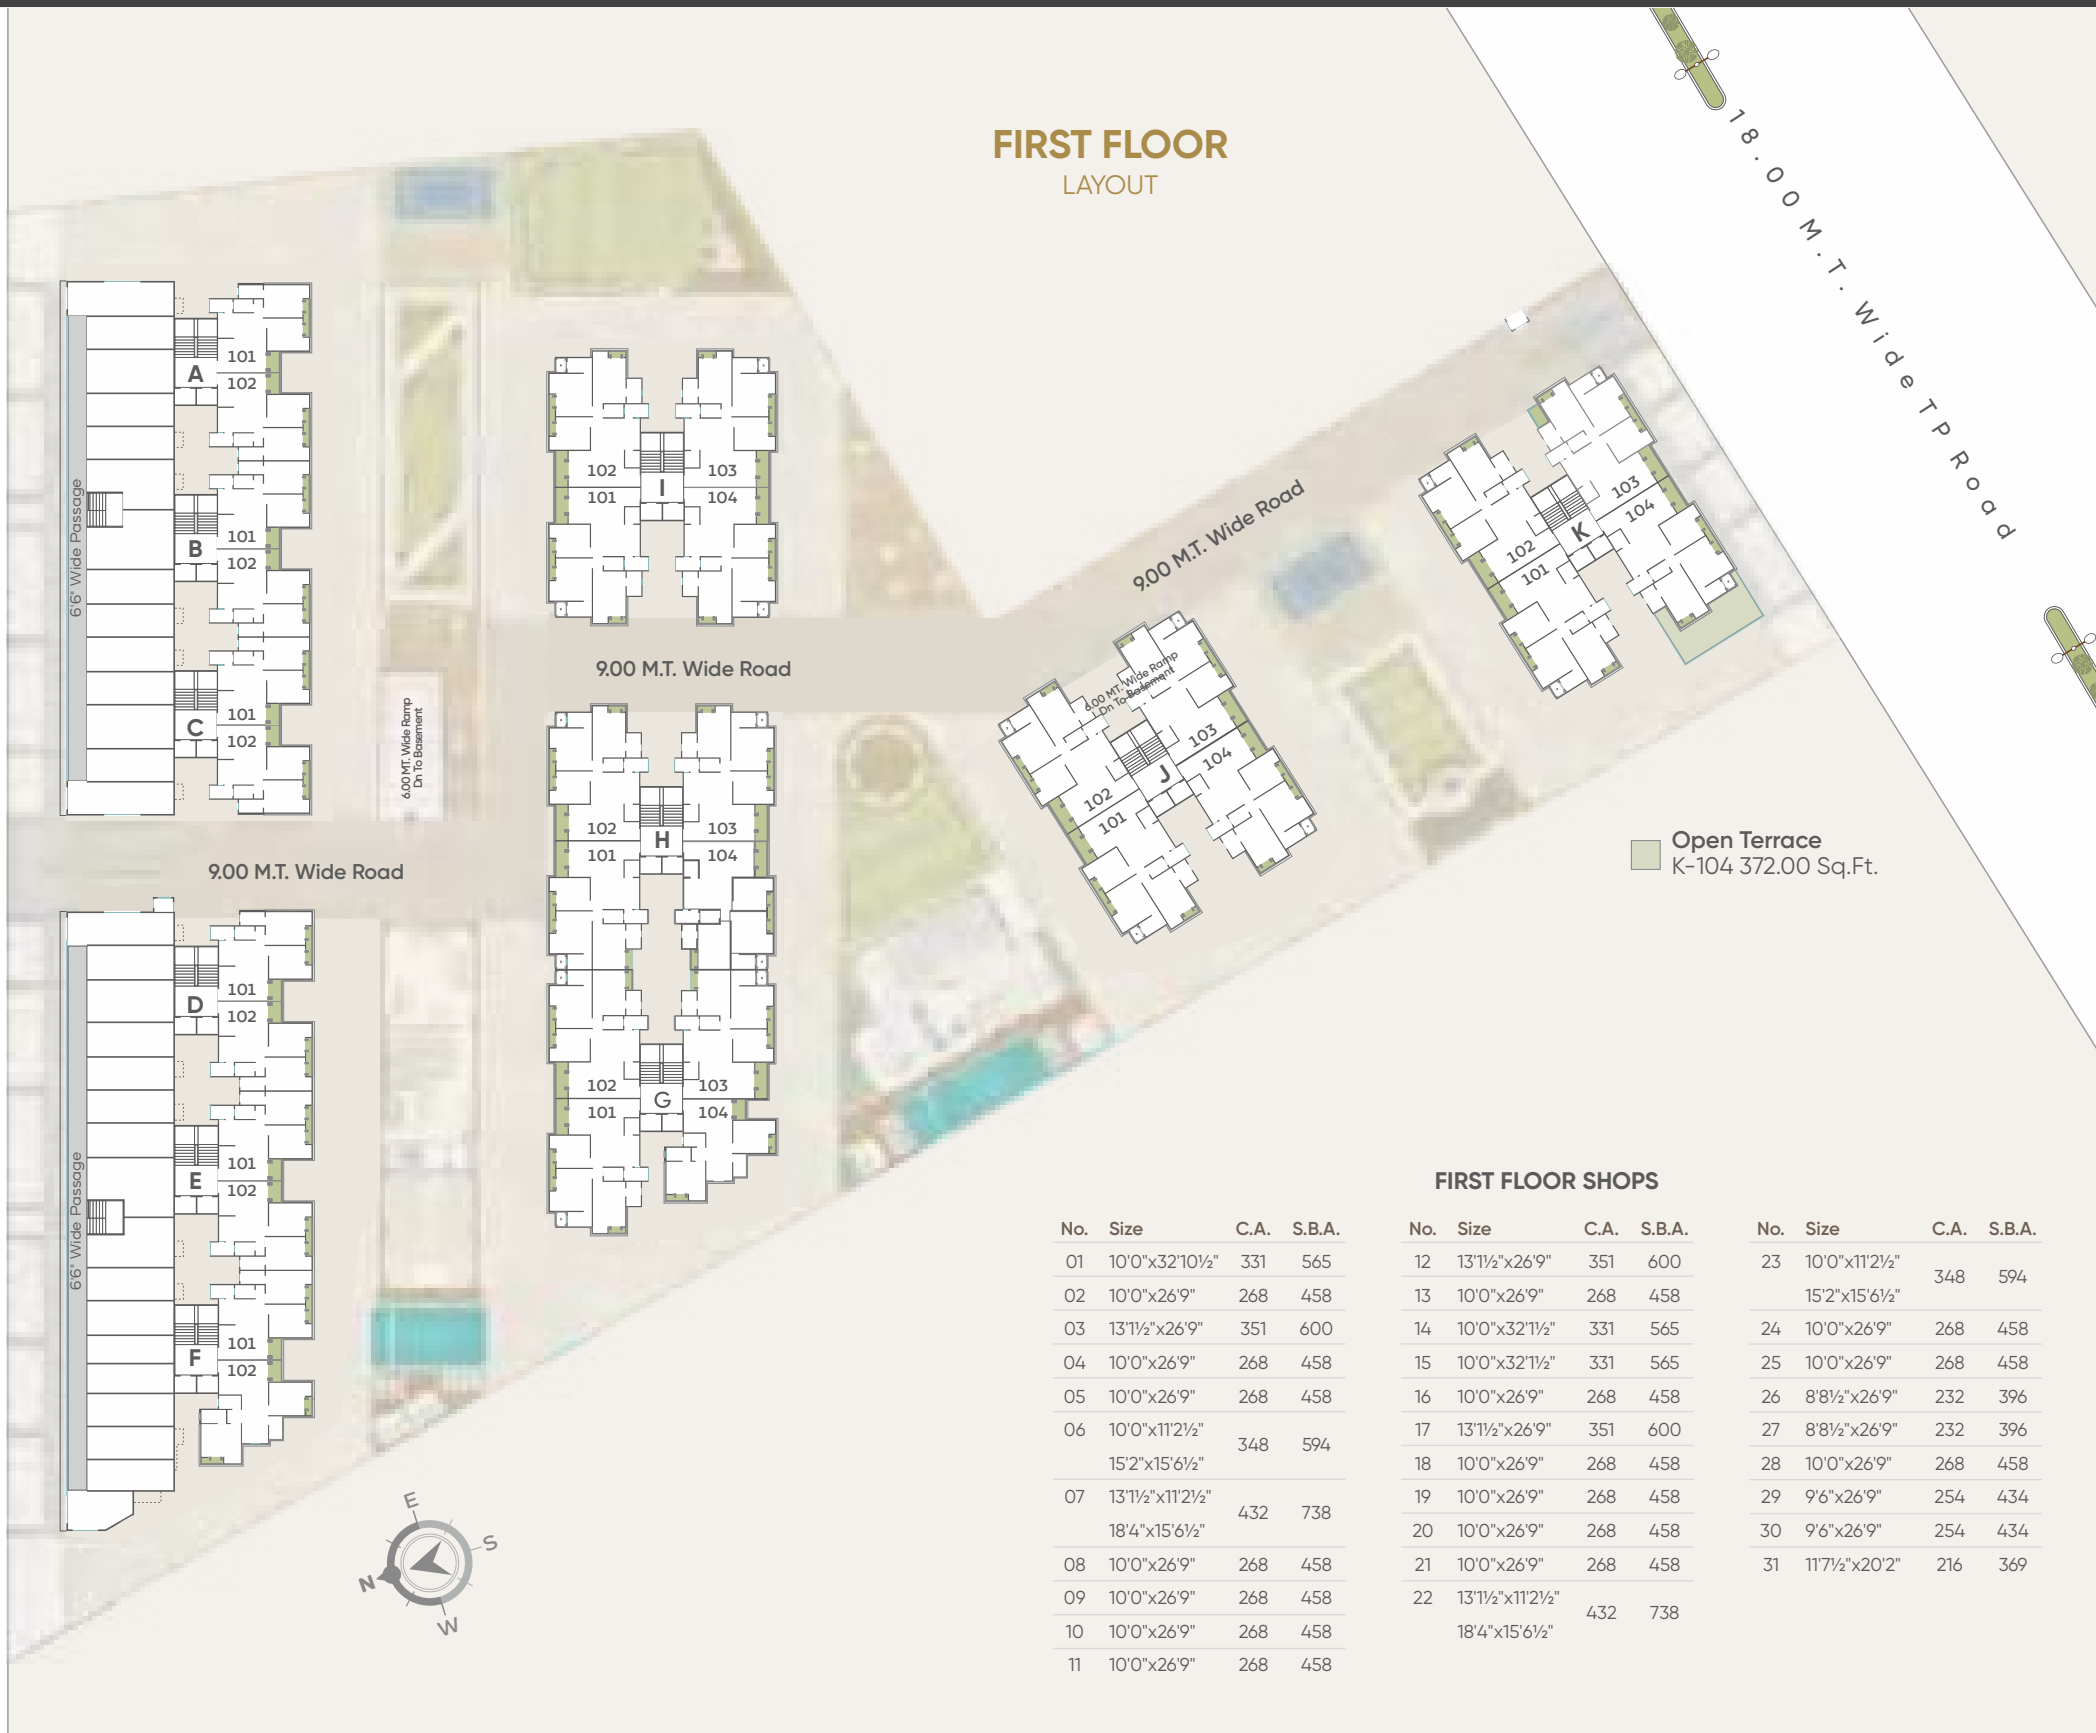 FIRST FLOOR
LAYOUT
18.00 M.T. Wide TP Road
A
101
102
B
101
102
C
101
102
6'6" Wide Passage
6.00 MT. Wide Ramp
Dn To Basement
9.00 M.T. Wide Road
D
101
102
E
101
102
F
101
102
6'6" Wide Passage
102
103
I
101
104
9.00 M.T. Wide Road
102
103
H
101
104
102
103
G
101
104
9.00 M.T. Wide Road
6.00 MT. Wide Ramp
Dn To Basement
103
104
J
102
101
103
104
K
102
101
Open Terrace
K-104 372.00 Sq.Ft.
E
S
N
W
FIRST FLOOR SHOPS
No. Size C.A. S.B.A.
01 10'0"x32'10½" 331 565
02 10'0"x26'9" 268 458
03 13'1½"x26'9" 351 600
04 10'0"x26'9" 268 458
05 10'0"x26'9" 268 458
06 10'0"x11'2½"
348 594
15'2"x15'6½"
07 13'1½"x11'2½"
432 738
18'4"x15'6½"
08 10'0"x26'9" 268 458
09 10'0"x26'9" 268 458
10 10'0"x26'9" 268 458
11 10'0"x26'9" 268 458
No. Size C.A. S.B.A.
12 13'1½"x26'9" 351 600
13 10'0"x26'9" 268 458
14 10'0"x32'1½" 331 565
15 10'0"x32'1½" 331 565
16 10'0"x26'9" 268 458
17 13'1½"x26'9" 351 600
18 10'0"x26'9" 268 458
19 10'0"x26'9" 268 458
20 10'0"x26'9" 268 458
21 10'0"x26'9" 268 458
22 13'1½"x11'2½"
432 738
18'4"x15'6½"
No. Size C.A. S.B.A.
23 10'0"x11'2½"
348 594
15'2"x15'6½"
24 10'0"x26'9" 268 458
25 10'0"x26'9" 268 458
26 8'8½"x26'9" 232 396
27 8'8½"x26'9" 232 396
28 10'0"x26'9" 268 458
29 9'6"x26'9" 254 434
30 9'6"x26'9" 254 434
31 11'7½"x20'2" 216 369